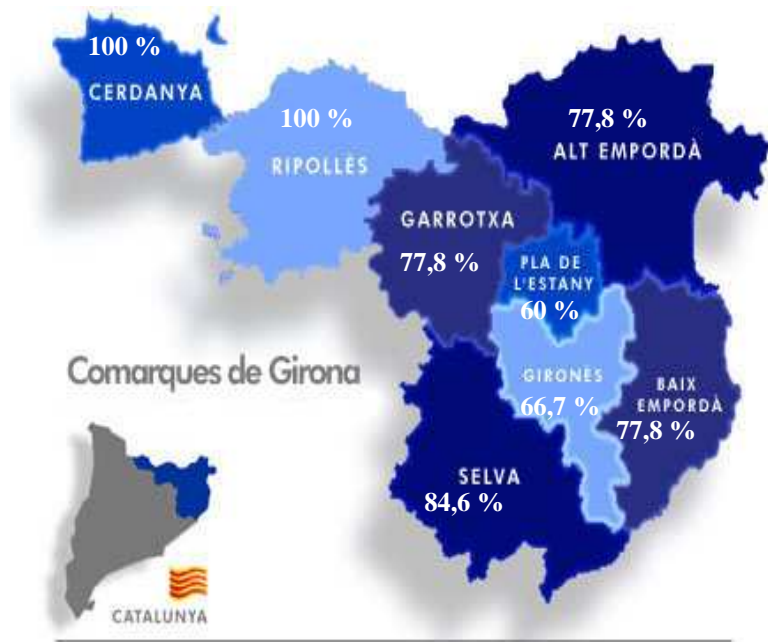 100 %
CERDANYA
100 %
RIPOLLÈS
77,8 %
ALT EMPORDÀ
GARROTXA
77,8 %
PLA DE
L'ESTANY
60 %
Comarques de Girona
GIRONÈS
66,7 %
BAIX
EMPORDÀ
77,8 %
SELVA
84,6 %
CATALUNYA